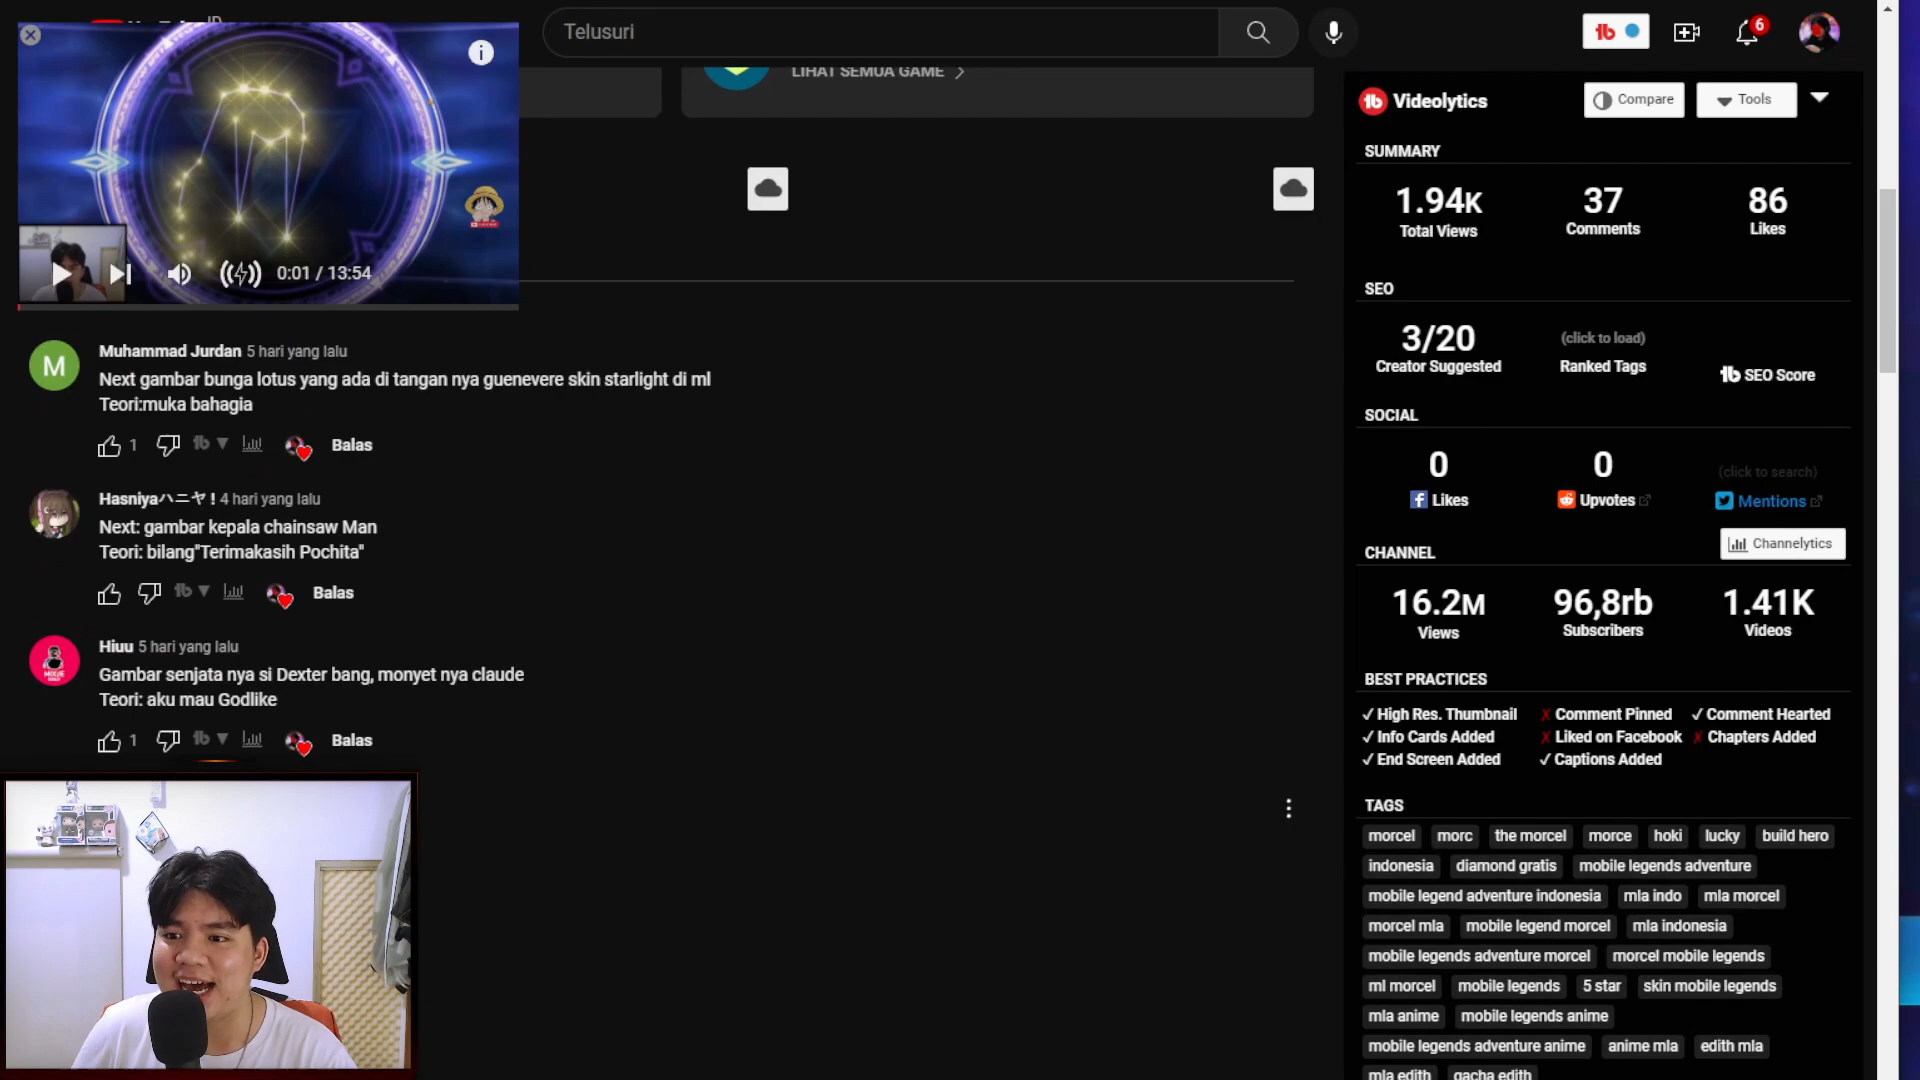 Telusuri
6
LIHAT SEMUA GAME
0:01 / 13:54
M
Muhammad Jurdan 5 hari yang lalu
Next gambar bunga lotus yang ada di tangan nya guenevere skin starlight di ml
Teori:muka bahagia
1
Balas
Hasniyaハニヤ ! 4 hari yang lalu
Next: gambar kepala chainsaw Man
Teori: bilang"Terimakasih Pochita"
Balas
Hiuu 5 hari yang lalu
Gambar senjata nya si Dexter bang, monyet nya claude
Teori: aku mau Godlike
1
Balas
Videolytics
Compare
Tools
SUMMARY
1.94K 37 86
Total Views Comments Likes
SEO
3/20 (click to load)
Creator Suggested Ranked Tags SEO Score
SOCIAL
0 0 (click to search)
Likes Upvotes Mentions
CHANNEL Channelytics
16.2M 96,8rb 1.41K
Views Subscribers Videos
BEST PRACTICES
✓ High Res. Thumbnail ✗ Comment Pinned ✓ Comment Hearted
✓ Info Cards Added ✗ Liked on Facebook ✗ Chapters Added
✓ End Screen Added ✓ Captions Added
TAGS
morcel morc the morcel morce hoki lucky build hero
indonesia diamond gratis mobile legends adventure
mobile legend adventure indonesia mla indo mla morcel
morcel mla mobile legend morcel mla indonesia
mobile legends adventure morcel morcel mobile legends
ml morcel mobile legends 5 star skin mobile legends
mla anime mobile legends anime
mobile legends adventure anime anime mla edith mla
mla edith gacha edith